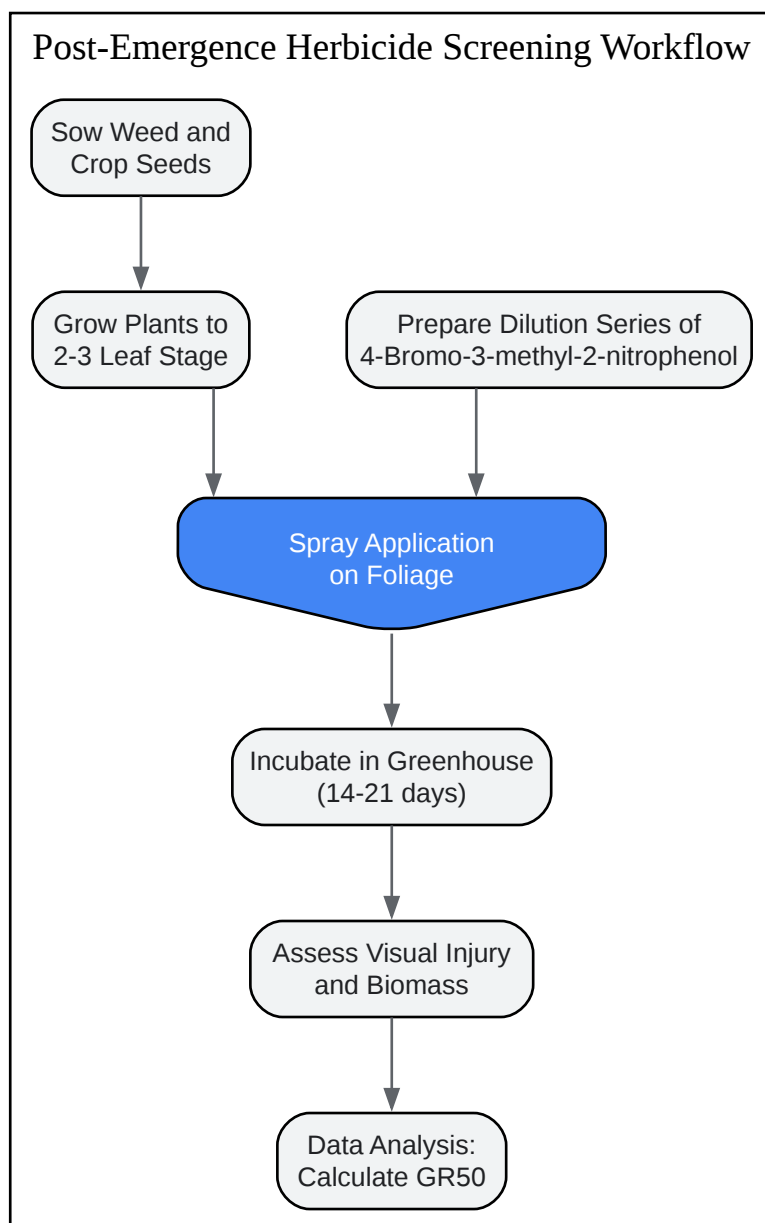 Post-Emergence Herbicide Screening Workflow
Sow Weed and
Crop Seeds
Grow Plants to
2-3 Leaf Stage
Prepare Dilution Series of
4-Bromo-3-methyl-2-nitrophenol
Spray Application
on Foliage
Incubate in Greenhouse
(14-21 days)
Assess Visual Injury
and Biomass
Data Analysis:
Calculate GR50